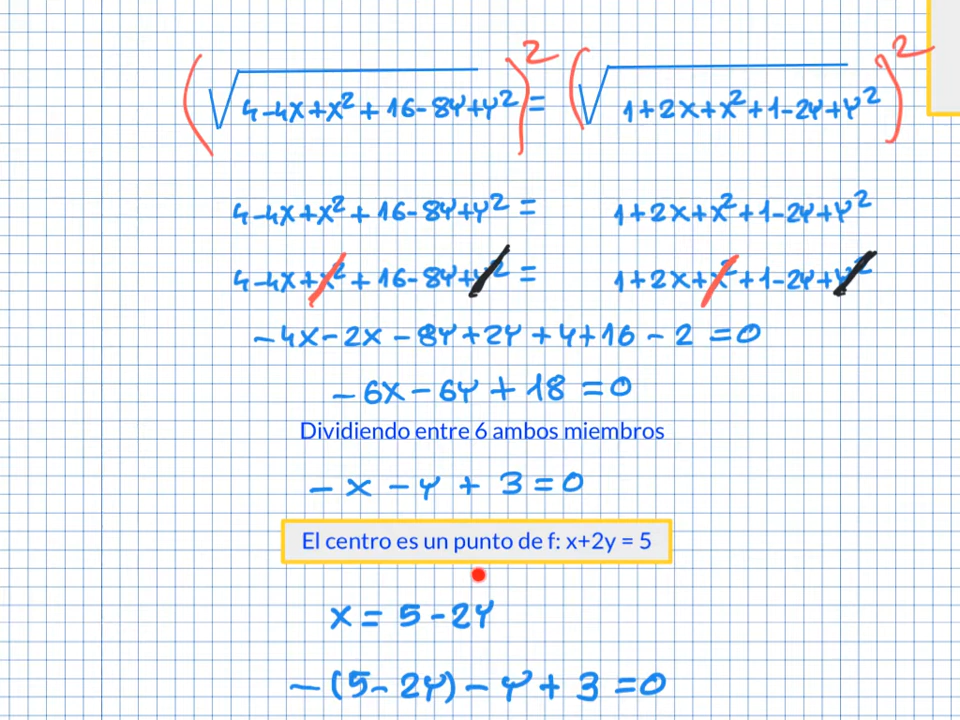 (√4-4x+x²+16-8y+y²)² = (√1+2x+x²+1-2y+y²)²
4-4x+x²+16-8y+y² = 1+2x+x²+1-2y+y²
4-4x+x²+16-8y+y² = 1+2x+x²+1-2y+y²
-4x-2x-8y+2y+4+16-2=0
-6x-6y+18=0
Dividiendo entre 6 ambos miembros
-x-y+3=0
El centro es un punto de f: x+2y = 5
x=5-2y
-(5-2y)-y+3=0